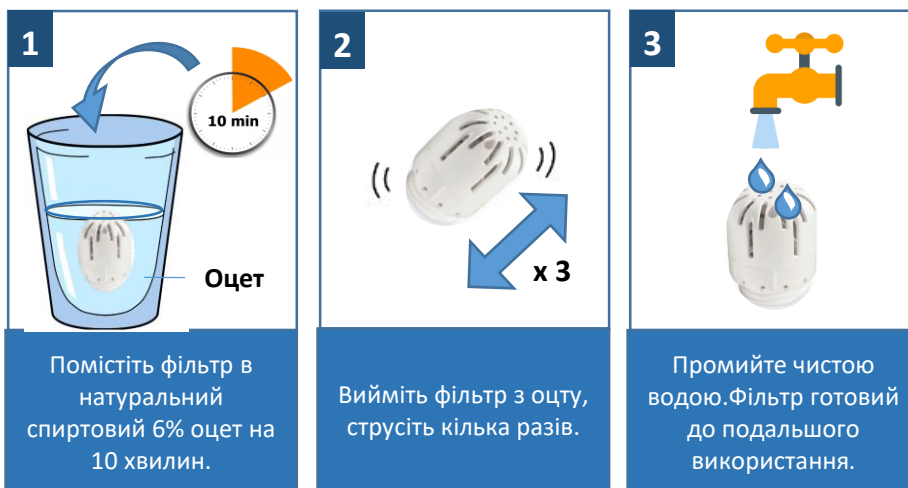 1
10 min
Оцет
Помістіть фільтр в
натуральний
спиртовий 6% оцет на
10 хвилин.
2
x 3
Вийміть фільтр з оцту,
струсіть кілька разів.
3
Промийте чистою
водою.Фільтр готовий
до подальшого
використання.